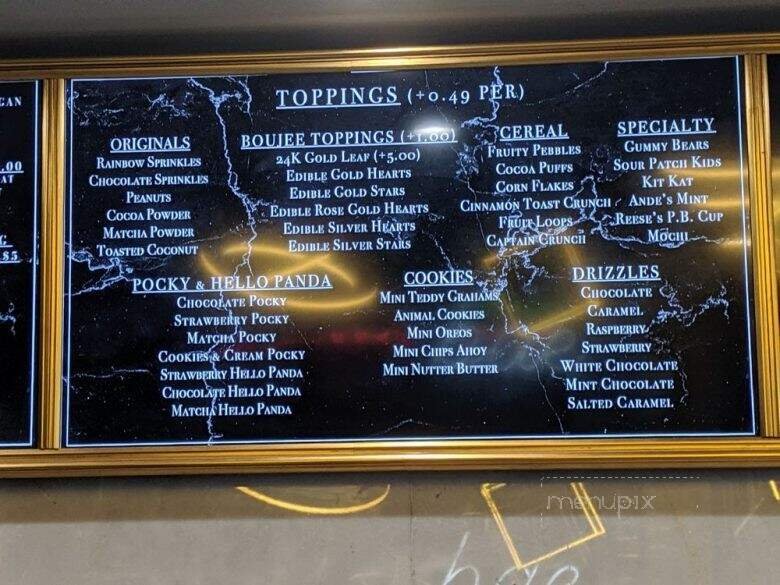 GAN
.00
AT
G
.85
TOPPINGS (+0.49 PER)
ORIGINALS
RAINBOW SPRINKLES
CHOCOLATE SPRINKLES
PEANUTS
COCOA POWDER
MATCHA POWDER
TOASTED COCONUT
BOUJEE TOPPINGS (+1.00)
24K GOLD LEAF (+5.00)
EDIBLE GOLD HEARTS
EDIBLE GOLD STARS
EDIBLE ROSE GOLD HEARTS
EDIBLE SILVER HEARTS
EDIBLE SILVER STARS
CEREAL
FRUITY PEBBLES
COCOA PUFFS
CORN FLAKES
CINNAMON TOAST CRUNCH
FRUIT LOOPS
CAPTAIN CRUNCH
SPECIALTY
GUMMY BEARS
SOUR PATCH KIDS
KIT KAT
ANDE'S MINT
REESE'S P.B. CUP
MOCHI
POCKY & HELLO PANDA
CHOCOLATE POCKY
STRAWBERRY POCKY
MATCHA POCKY
COOKIES & CREAM POCKY
STRAWBERRY HELLO PANDA
CHOCOLATE HELLO PANDA
MATCHA HELLO PANDA
COOKIES
MINI TEDDY GRAHAMS
ANIMAL COOKIES
MINI OREOS
MINI CHIPS AHOY
MINI NUTTER BUTTER
DRIZZLES
CHOCOLATE
CARAMEL
RASPBERRY
STRAWBERRY
WHITE CHOCOLATE
MINT CHOCOLATE
SALTED CARAMEL
menupix